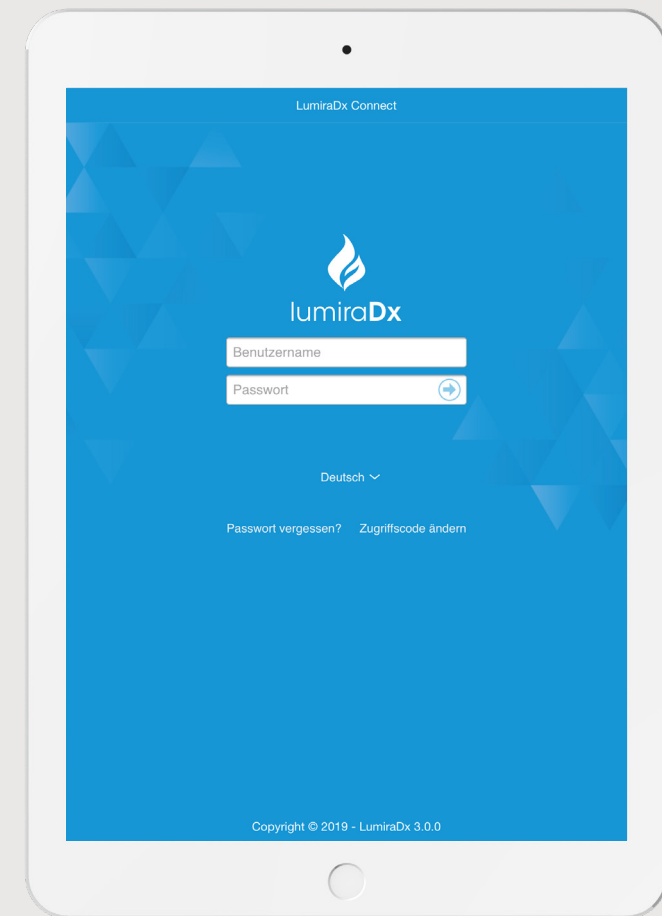 LumiraDx Connect
lumiraDx
Benutzername
Passwort
Deutsch
Passwort vergessen? Zugriffscode ändern
Copyright © 2019 - LumiraDx 3.0.0